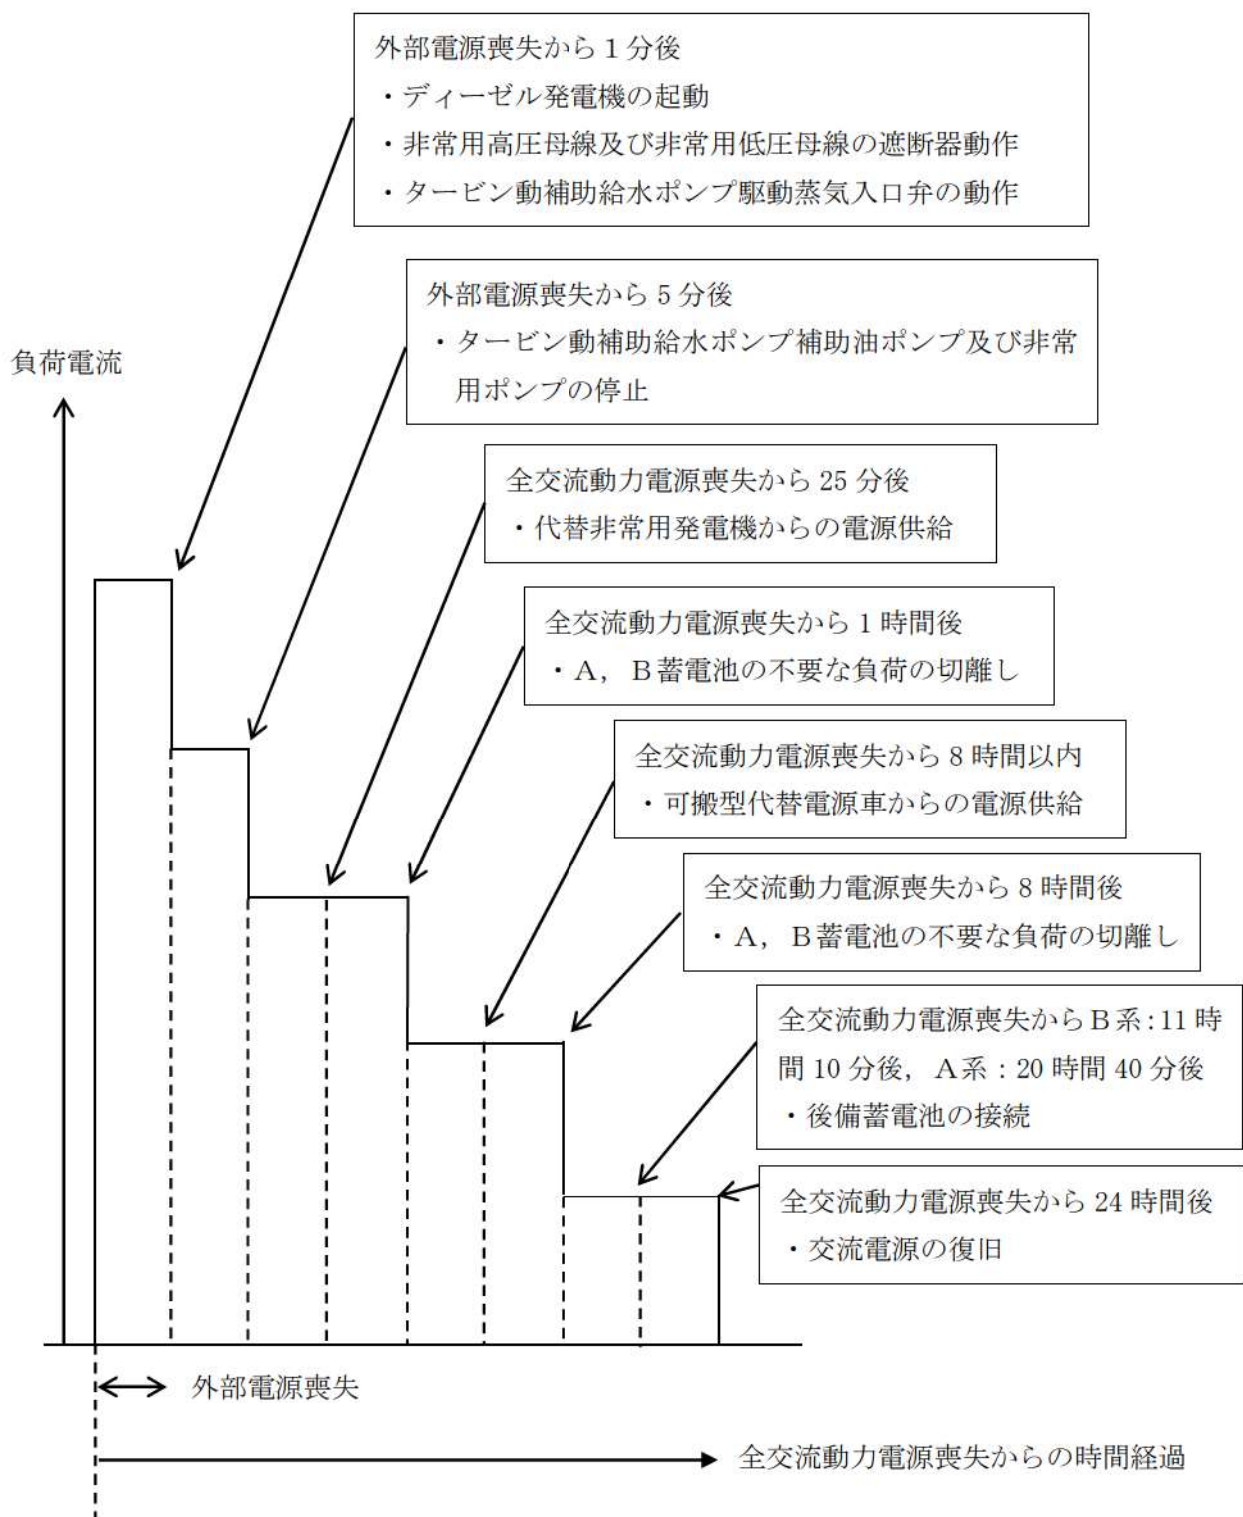 外部電源喪失から 1 分後
・ディーゼル発電機の起動
・非常用高圧母線及び非常用低圧母線の遮断器動作
・タービン動補助給水ポンプ駆動蒸気入口弁の動作
外部電源喪失から 5 分後
・タービン動補助給水ポンプ補助油ポンプ及び非常
用ポンプの停止
負荷電流
全交流動力電源喪失から 25 分後
・代替非常用発電機からの電源供給
全交流動力電源喪失から 1 時間後
・A，B蓄電池の不要な負荷の切離し
全交流動力電源喪失から 8 時間以内
・可搬型代替電源車からの電源供給
全交流動力電源喪失から 8 時間後
・A，B蓄電池の不要な負荷の切離し
全交流動力電源喪失からB系:11 時
間 10 分後，A系：20 時間 40 分後
・後備蓄電池の接続
全交流動力電源喪失から 24 時間後
・交流電源の復旧
外部電源喪失
全交流動力電源喪失からの時間経過